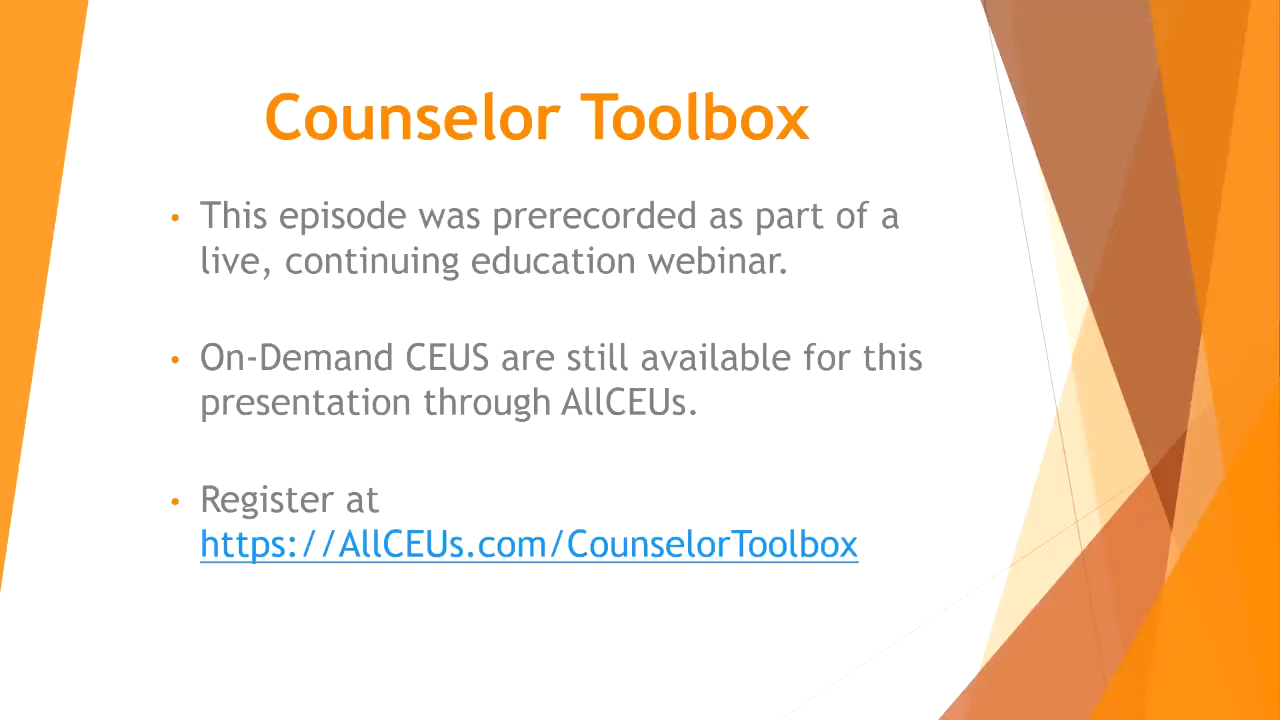 Counselor Toolbox
• This episode was prerecorded as part of a
live, continuing education webinar.
• On-Demand CEUS are still available for this
presentation through AllCEUs.
• Register at
https://AllCEUs.com/CounselorToolbox